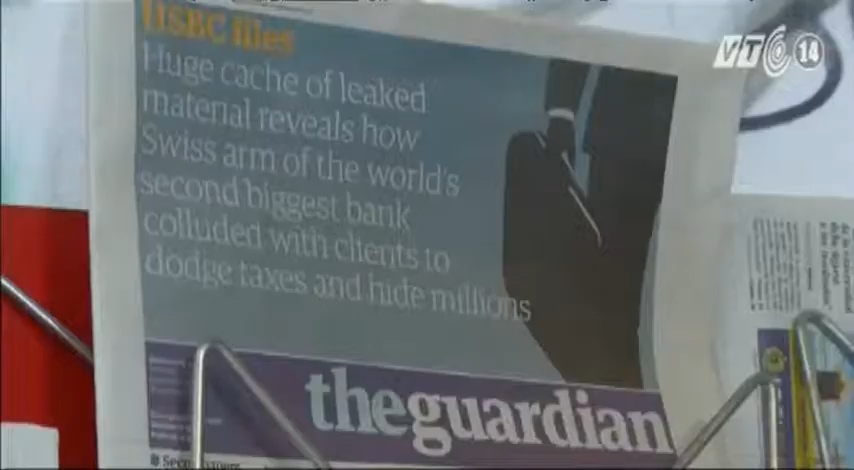 HSBC files
Huge cache of leaked
material reveals how
Swiss arm of the world's
second biggest bank
colluded with clients to
dodge taxes and hide millions
theguardian
VTC 14